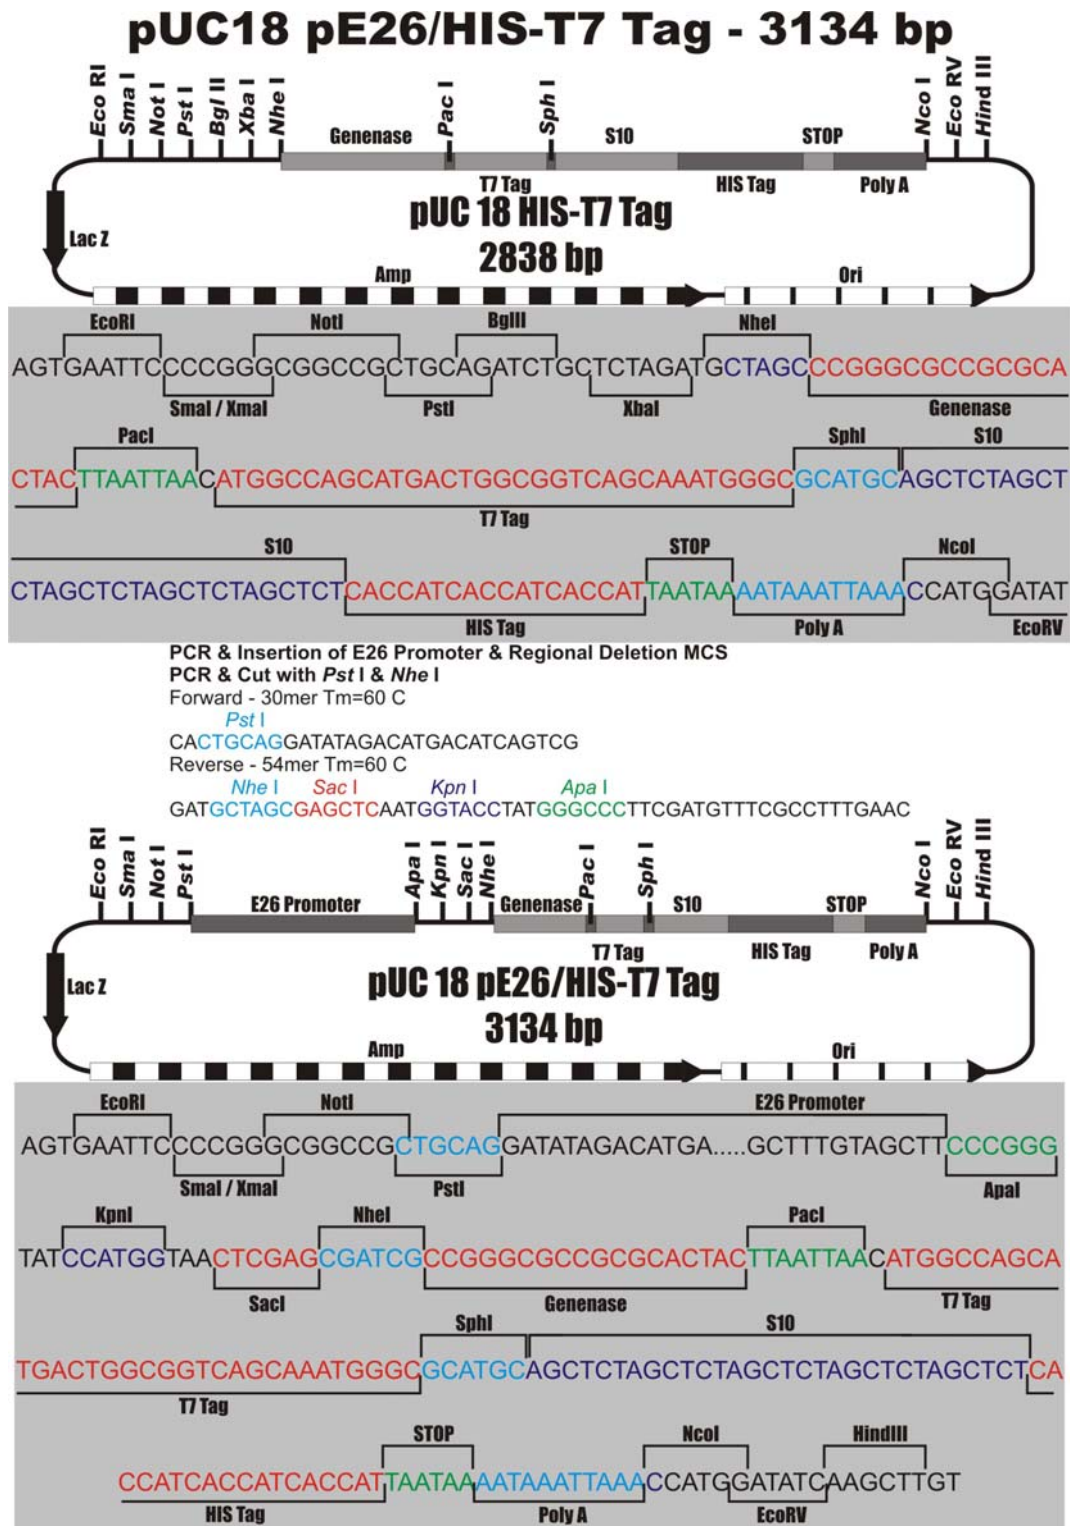 pUC18 pE26/HIS-T7 Tag - 3134 bp
Eco RI
Sma I
Not I
Pst I
Bgl II
Xba I
Nhe I
Pac I
Sph I
Nco I
Eco RV
Hind III
Genenase S10 STOP
T7 Tag HIS Tag Poly A
pUC 18 HIS-T7 Tag
2838 bp
Lac Z
Amp Ori
EcoRI NotI BglII NheI
AGTGAATTCCCCGGGCGGCCGCTGCAGATCTGCTCTAGATGCTAGCCCGGGCGCCGCGCA
SmaI / XmaI PstI XbaI Genenase
PacI SphI S10
CTACTTAATTAACATGGCCAGCATGACTGGCGGTCAGCAAATGGGCGCATGCAGCTCTAGCT
T7 Tag
S10 STOP NcoI
CTAGCTCTAGCTCTAGCTCTCACCATCACCATCACCATTAATAAAATAAATTAAACCATGGATAT
HIS Tag Poly A EcoRV
PCR & Insertion of E26 Promoter & Regional Deletion MCS
PCR & Cut with Pst I & Nhe I
Forward - 30mer Tm=60 C
Pst I
CACTGCAGGATATAGACATGACATCAGTCG
Reverse - 54mer Tm=60 C
Nhe I Sac I Kpn I Apa I
GATGCTAGCGAGCTCAATGGTACCTATGGGCCCTTCGATGTTTCGCCTTTGAAC
Eco RI
Sma I
Not I
Pst I
Apa I
Kpn I
Sac I
Nhe I
Pac I
Sph I
Nco I
Eco RV
Hind III
E26 Promoter Genenase S10 STOP
T7 Tag HIS Tag Poly A
pUC 18 pE26/HIS-T7 Tag
3134 bp
Lac Z
Amp Ori
EcoRI NotI E26 Promoter
AGTGAATTCCCCGGGCGGCCGCTGCAGGATATAGACATGA.....GCTTTGTAGCTTCCCGGG
SmaI / XmaI PstI ApaI
KpnI NheI PacI
TATCCATGGTAACTCGAGCGATCGCCGGGCGCCGCGCACTACTTAATTAACATGGCCAGCA
SacI Genenase T7 Tag
SphI S10
TGACTGGCGGTCAGCAAATGGGCGCATGCAGCTCTAGCTCTAGCTCTAGCTCTAGCTCTCA
T7 Tag
STOP NcoI HindIII
CCATCACCATCACCATTAATAAAATAAATTAAACCATGGATATCAAGCTTGT
HIS Tag Poly A EcoRV